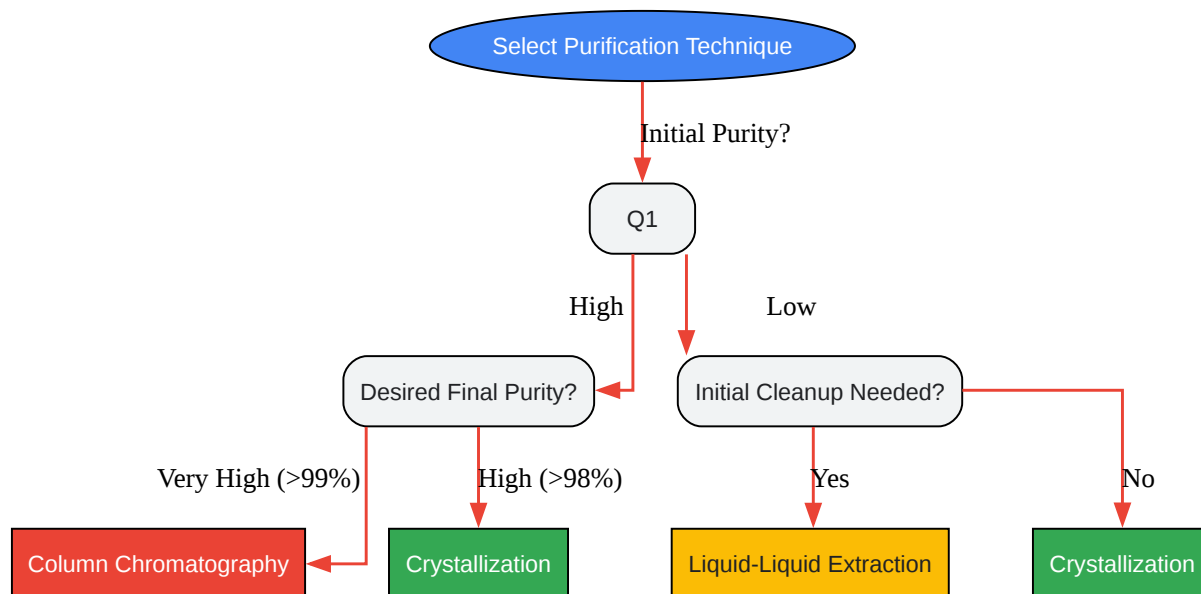 Select Purification Technique
Initial Purity?
Q1
High
Low
Desired Final Purity?
Initial Cleanup Needed?
Very High (>99%)
High (>98%)
Yes
No
Column Chromatography
Crystallization
Liquid-Liquid Extraction
Crystallization